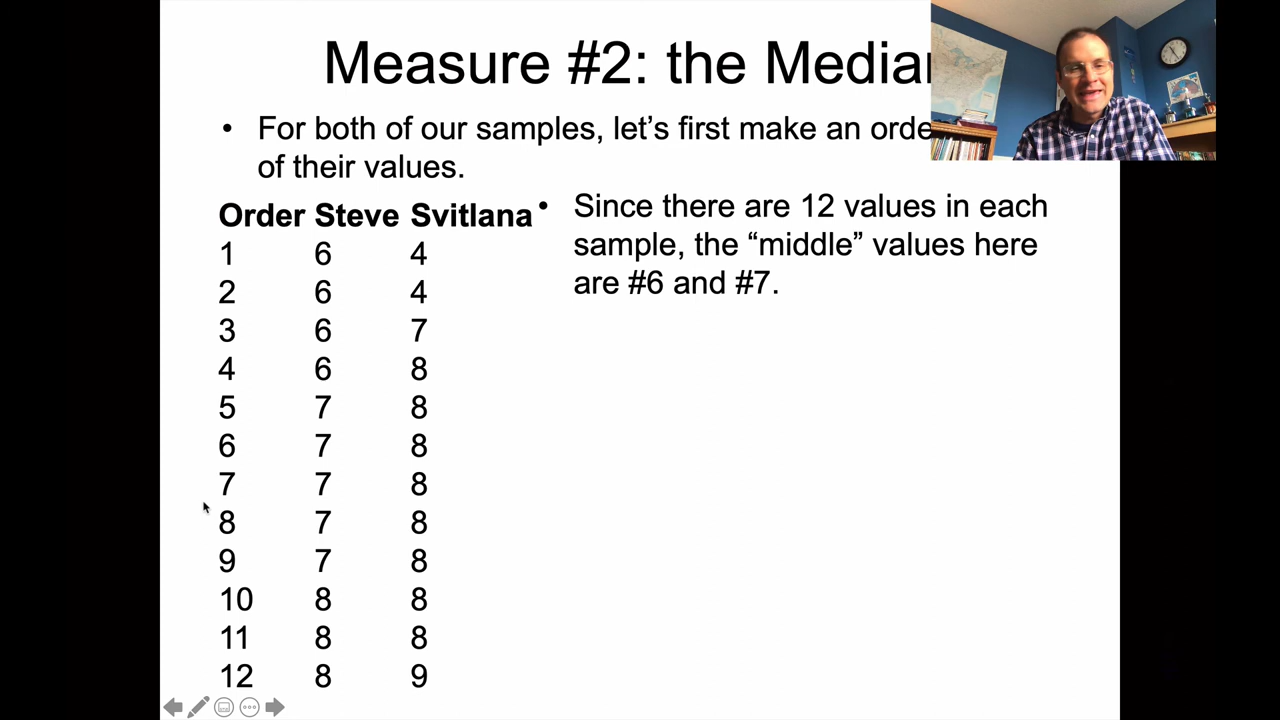 Measure #2: the Median
• For both of our samples, let's first make an orde
of their values.
Order Steve Svitlana
1 6 4
2 6 4
3 6 7
4 6 8
5 7 8
6 7 8
7 7 8
8 7 8
9 7 8
10 8 8
11 8 8
12 8 9
• Since there are 12 values in each
sample, the “middle” values here
are #6 and #7.